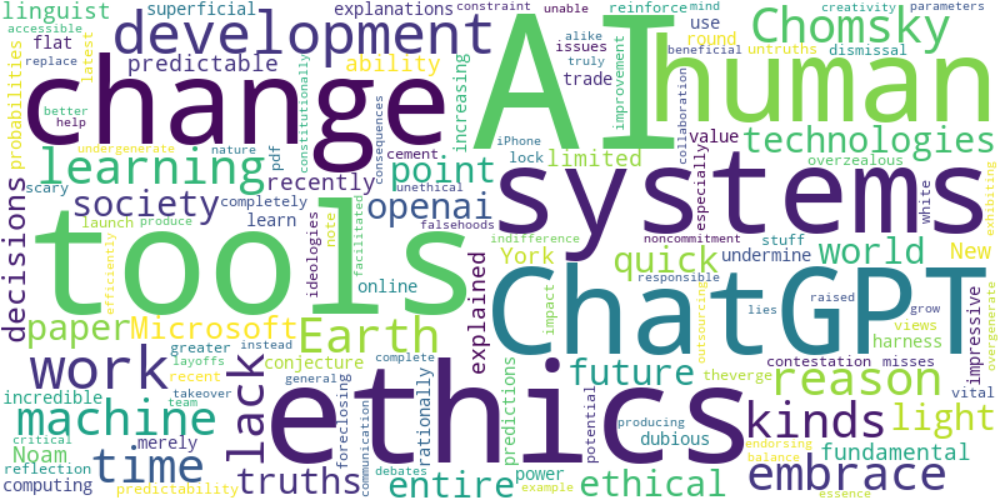 linguist
superficial
explanations
constraint
unable
reinforce
mind
creativity
parameters
accessible
flat
replace
latest
development
predictable
ability
alike
issues
truly
trade
use
round
beneficial
Chomsky
untruths
dismissal
probabilities
change
AI
human
improvement
increasing
constitutionally
consequences
better
help
undergenerate
nature
pdf
cement
iPhone
lock
limited
collaboration
value
especially
technologies
overzealous
learning
recently
point
unethical
scary
society
completely
learn
launch
produce
openai
falsehoods
systems
white
exhibiting
decisions
tools
efficiently
ideologies
note
facilitated
online
indifference
noncommitment
York
quick
stuff
undermine
responsible
world
New
explained
impact
ChatGPT
outsourcing
lies
raised
grow
views
harness
impressive
overgenerate
paper
Microsoft
Earth
greater
instead
layoffs
recent
takeover
team
conjecture
complete
work
lack
general
foreclosing
communication
rationally
ethics
predictions
future
theverge
contestation
misses
reason
vital
incredible
machine
critical
Noam
merely
reflection
computing
time
predictability
truths
debates
entire
example
power
potential
producing
dubious
ethical
kinds
endorsing
balance
light
fundamental
embrace
essence